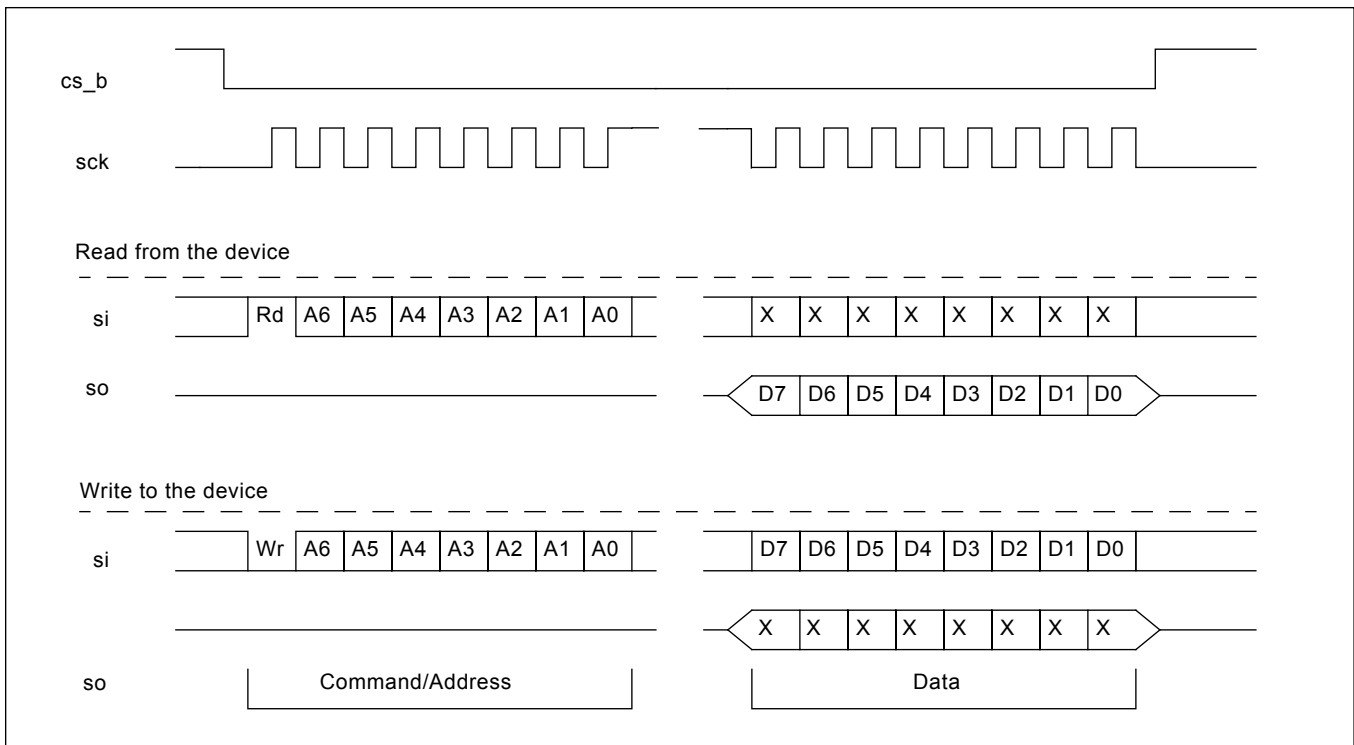 cs_b
sck
Read from the device
si Rd A6 A5 A4 A3 A2 A1 A0 X X X X X X X X
so D7 D6 D5 D4 D3 D2 D1 D0
Write to the device
si Wr A6 A5 A4 A3 A2 A1 A0 D7 D6 D5 D4 D3 D2 D1 D0
X X X X X X X X
so Command/Address Data